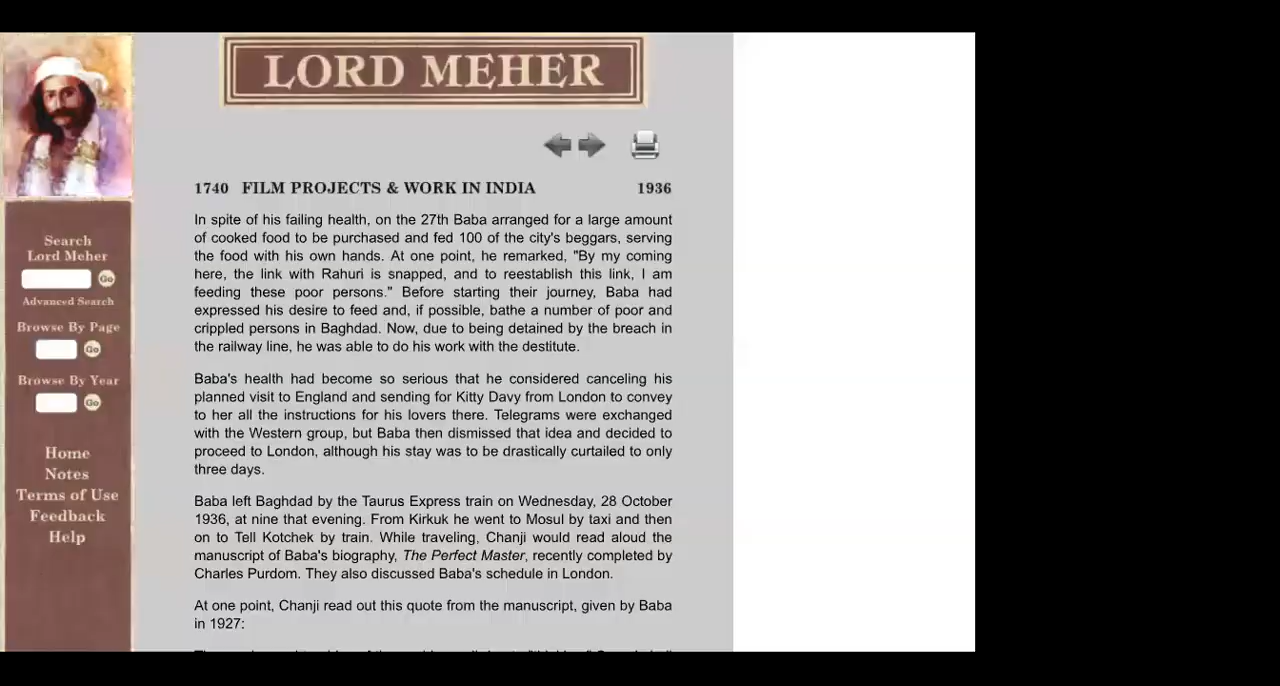 LORD MEHER
1740 FILM PROJECTS & WORK IN INDIA 1936
In spite of his failing health, on the 27th Baba arranged for a large amount
of cooked food to be purchased and fed 100 of the city's beggars, serving
the food with his own hands. At one point, he remarked, "By my coming
here, the link with Rahuri is snapped, and to reestablish this link, I am
feeding these poor persons." Before starting their journey, Baba had
expressed his desire to feed and, if possible, bathe a number of poor and
crippled persons in Baghdad. Now, due to being detained by the breach in
the railway line, he was able to do his work with the destitute.
Baba's health had become so serious that he considered canceling his
planned visit to England and sending for Kitty Davy from London to convey
to her all the instructions for his lovers there. Telegrams were exchanged
with the Western group, but Baba then dismissed that idea and decided to
proceed to London, although his stay was to be drastically curtailed to only
three days.
Baba left Baghdad by the Taurus Express train on Wednesday, 28 October
1936, at nine that evening. From Kirkuk he went to Mosul by taxi and then
on to Tell Kotchek by train. While traveling, Chanji would read aloud the
manuscript of Baba's biography, The Perfect Master, recently completed by
Charles Purdom. They also discussed Baba's schedule in London.
At one point, Chanji read out this quote from the manuscript, given by Baba
in 1927:
Search
Lord Meher
Go
Advanced Search
Browse By Page
Go
Browse By Year
Go
Home
Notes
Terms of Use
Feedback
Help